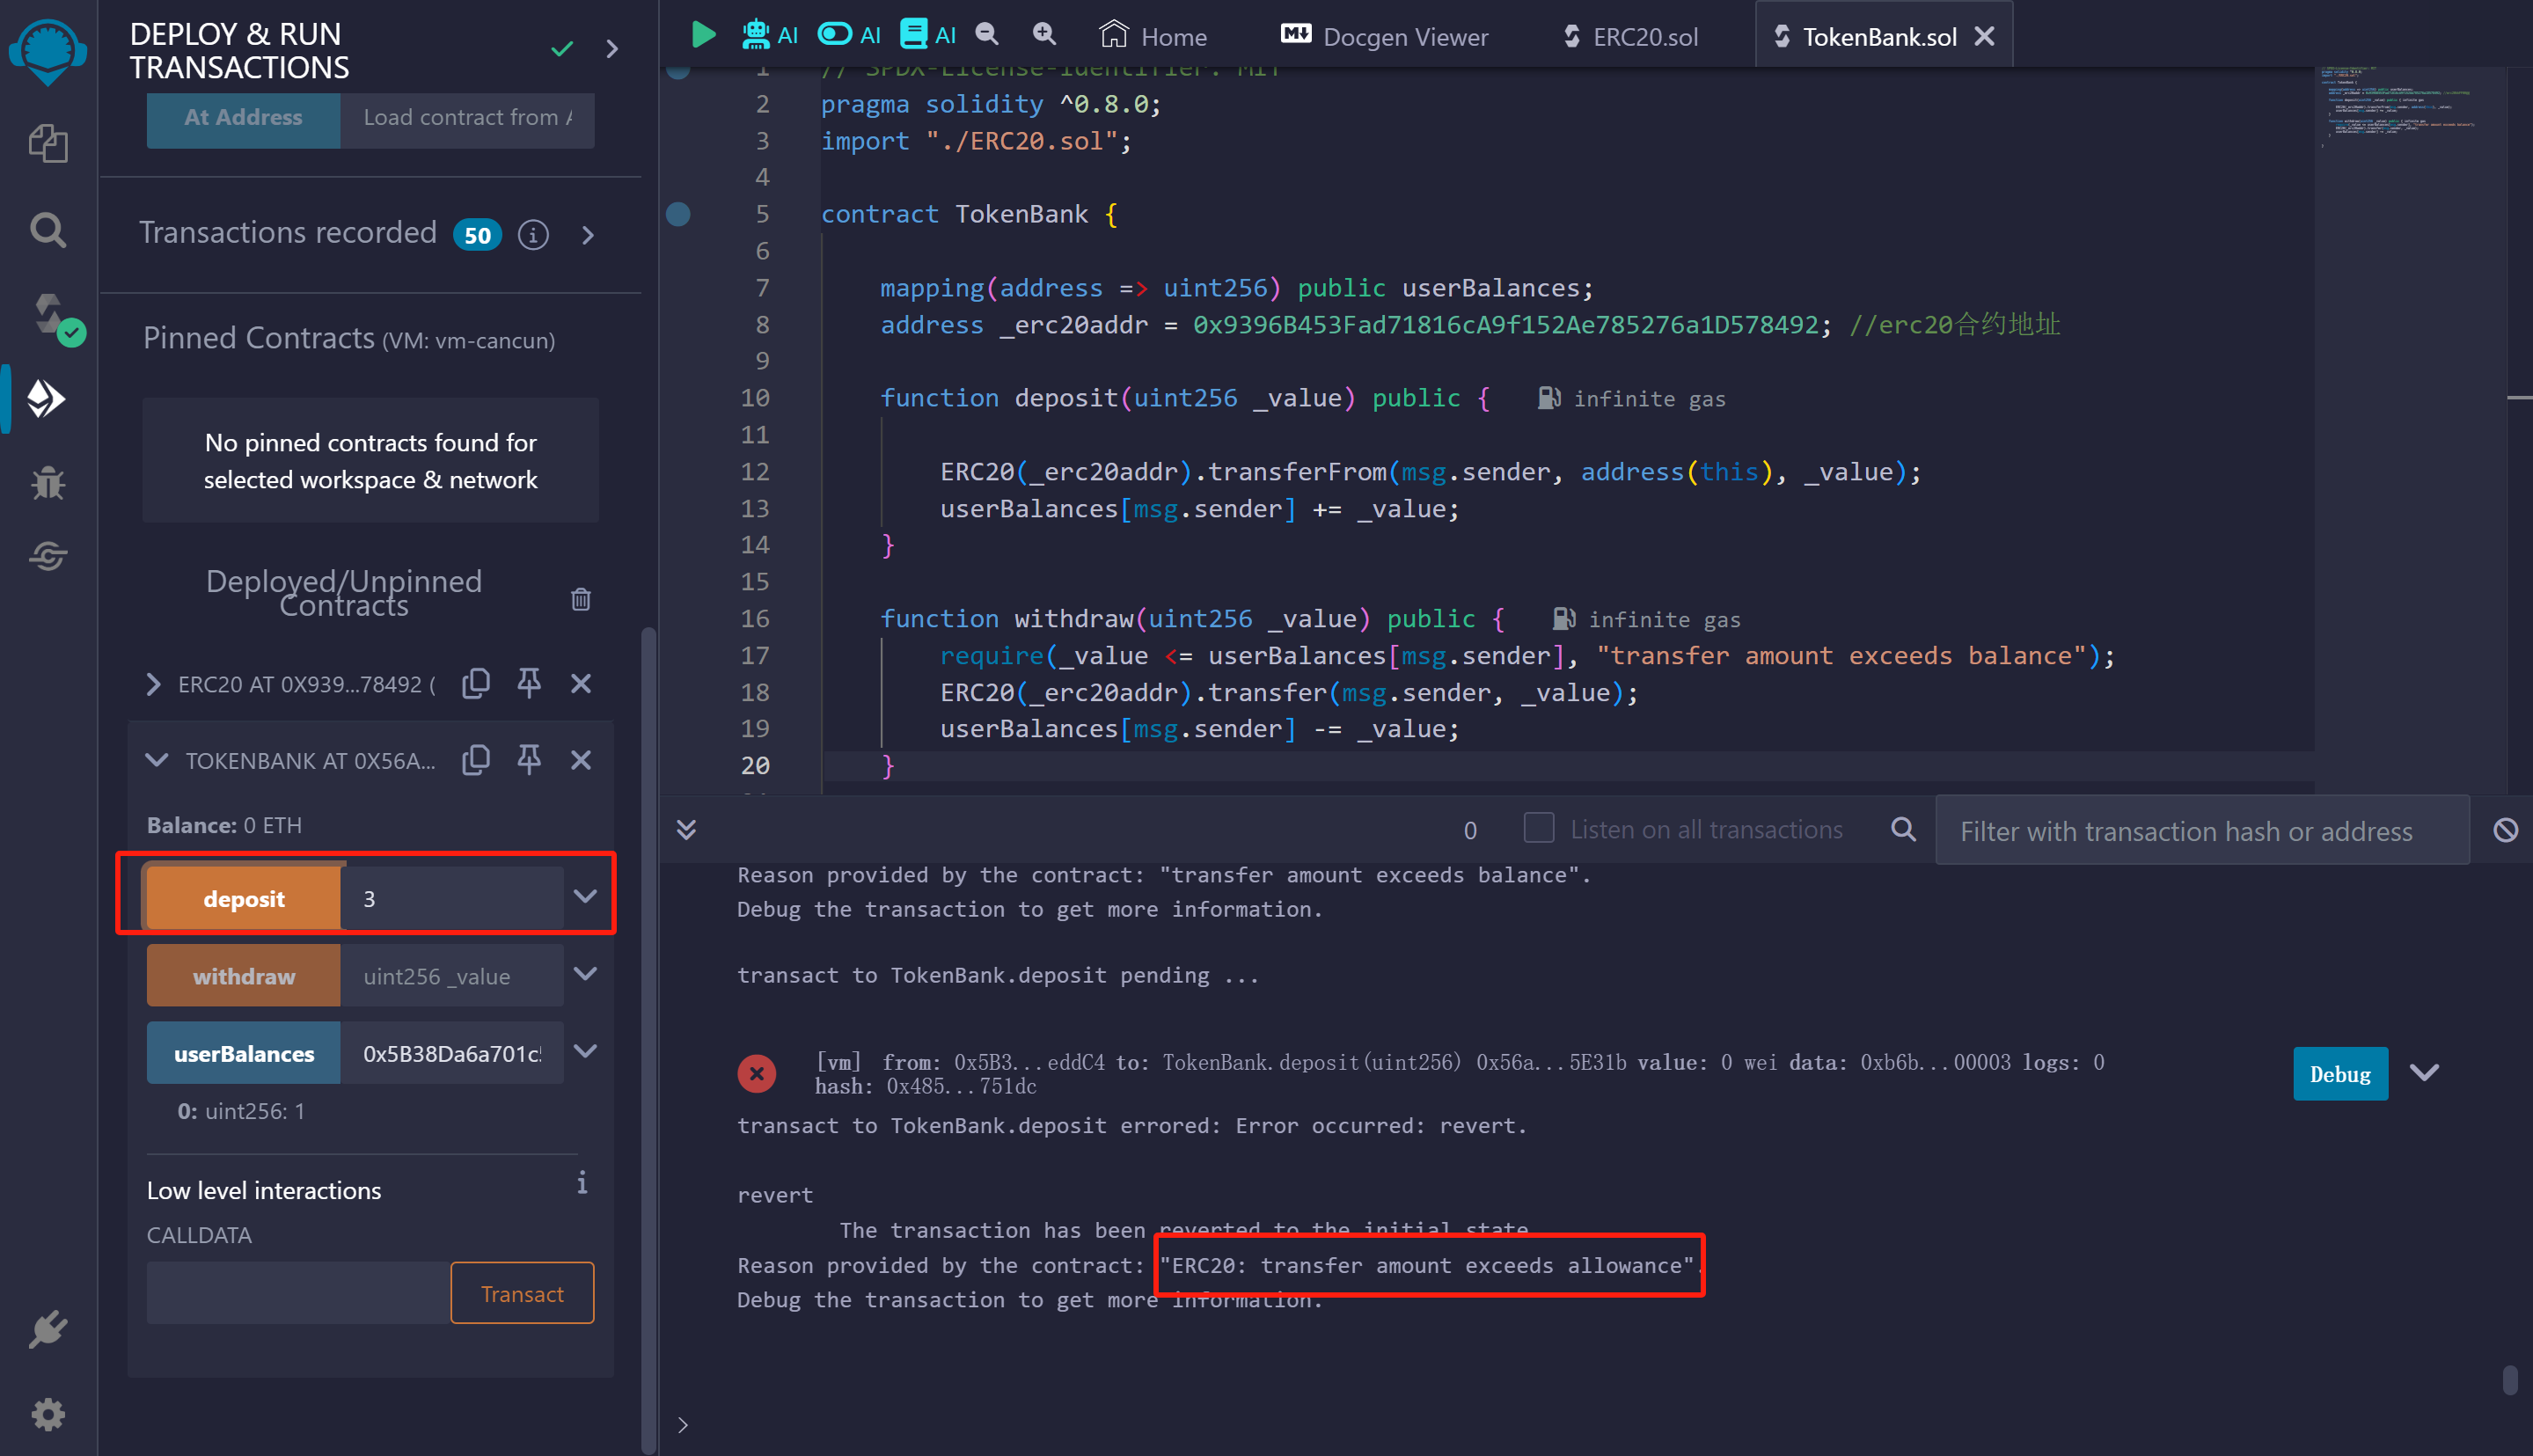 DEPLOY & RUN
TRANSACTIONS
At Address
Load contract from A
Transactions recorded 50
Pinned Contracts (VM: vm-cancun)
No pinned contracts found for
selected workspace & network
Deployed/Unpinned
Contracts
ERC20 AT 0X939...78492 (
TOKENBANK AT 0X56A...
Balance: 0 ETH
deposit 3
withdraw uint256 _value
userBalances 0x5B38Da6a701c5
0: uint256: 1
Low level interactions
CALLDATA
Transact
AI AI AI Home Docgen Viewer ERC20.sol TokenBank.sol
1 // SPDX-License-Identifier: MIT
2 pragma solidity ^0.8.0;
3 import "./ERC20.sol";
4
5 contract TokenBank {
6
7 mapping(address => uint256) public userBalances;
8 address _erc20addr = 0x9396B453Fad71816cA9f152Ae785276a1D578492; //erc20合约地址
9
10 function deposit(uint256 _value) public { infinite gas
11
12 ERC20(_erc20addr).transferFrom(msg.sender, address(this), _value);
13 userBalances[msg.sender] += _value;
14 }
15
16 function withdraw(uint256 _value) public { infinite gas
17 require(_value <= userBalances[msg.sender], "transfer amount exceeds balance");
18 ERC20(_erc20addr).transfer(msg.sender, _value);
19 userBalances[msg.sender] -= _value;
20 }
0 Listen on all transactions Filter with transaction hash or address
Reason provided by the contract: "transfer amount exceeds balance".
Debug the transaction to get more information.
transact to TokenBank.deposit pending ...
[vm] from: 0x5B3...eddC4 to: TokenBank.deposit(uint256) 0x56a...5E31b value: 0 wei data: 0xb6b...00003 logs: 0
hash: 0x485...751dc
Debug
transact to TokenBank.deposit errored: Error occurred: revert.
revert
The transaction has been reverted to the initial state.
Reason provided by the contract: "ERC20: transfer amount exceeds allowance".
Debug the transaction to get more information.
>